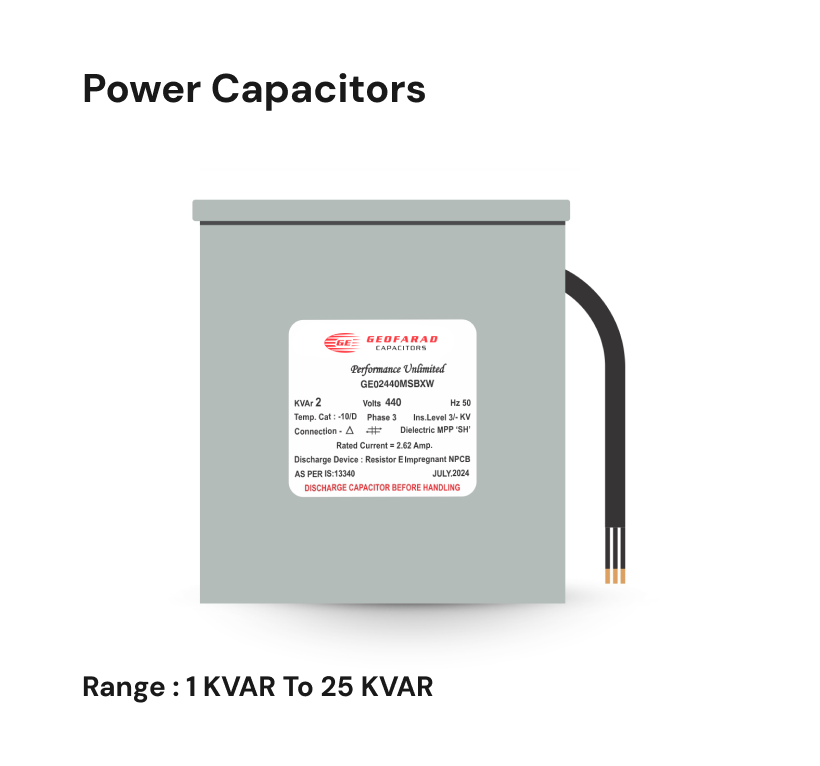 Power Capacitors
GE GEOFARAD
CAPACITORS
Performance Unlimited
GE02440MSBXW
KVAr 2 Volts 440 Hz 50
Temp. Cat : -10/D Phase 3 Ins.Level 3/- KV
Connection - Δ Dielectric MPP 'SH'
Rated Current = 2.62 Amp.
Discharge Device : Resistor E Impregnant NPCB
AS PER IS:13340 JULY.2024
DISCHARGE CAPACITOR BEFORE HANDLING
Range : 1 KVAR To 25 KVAR